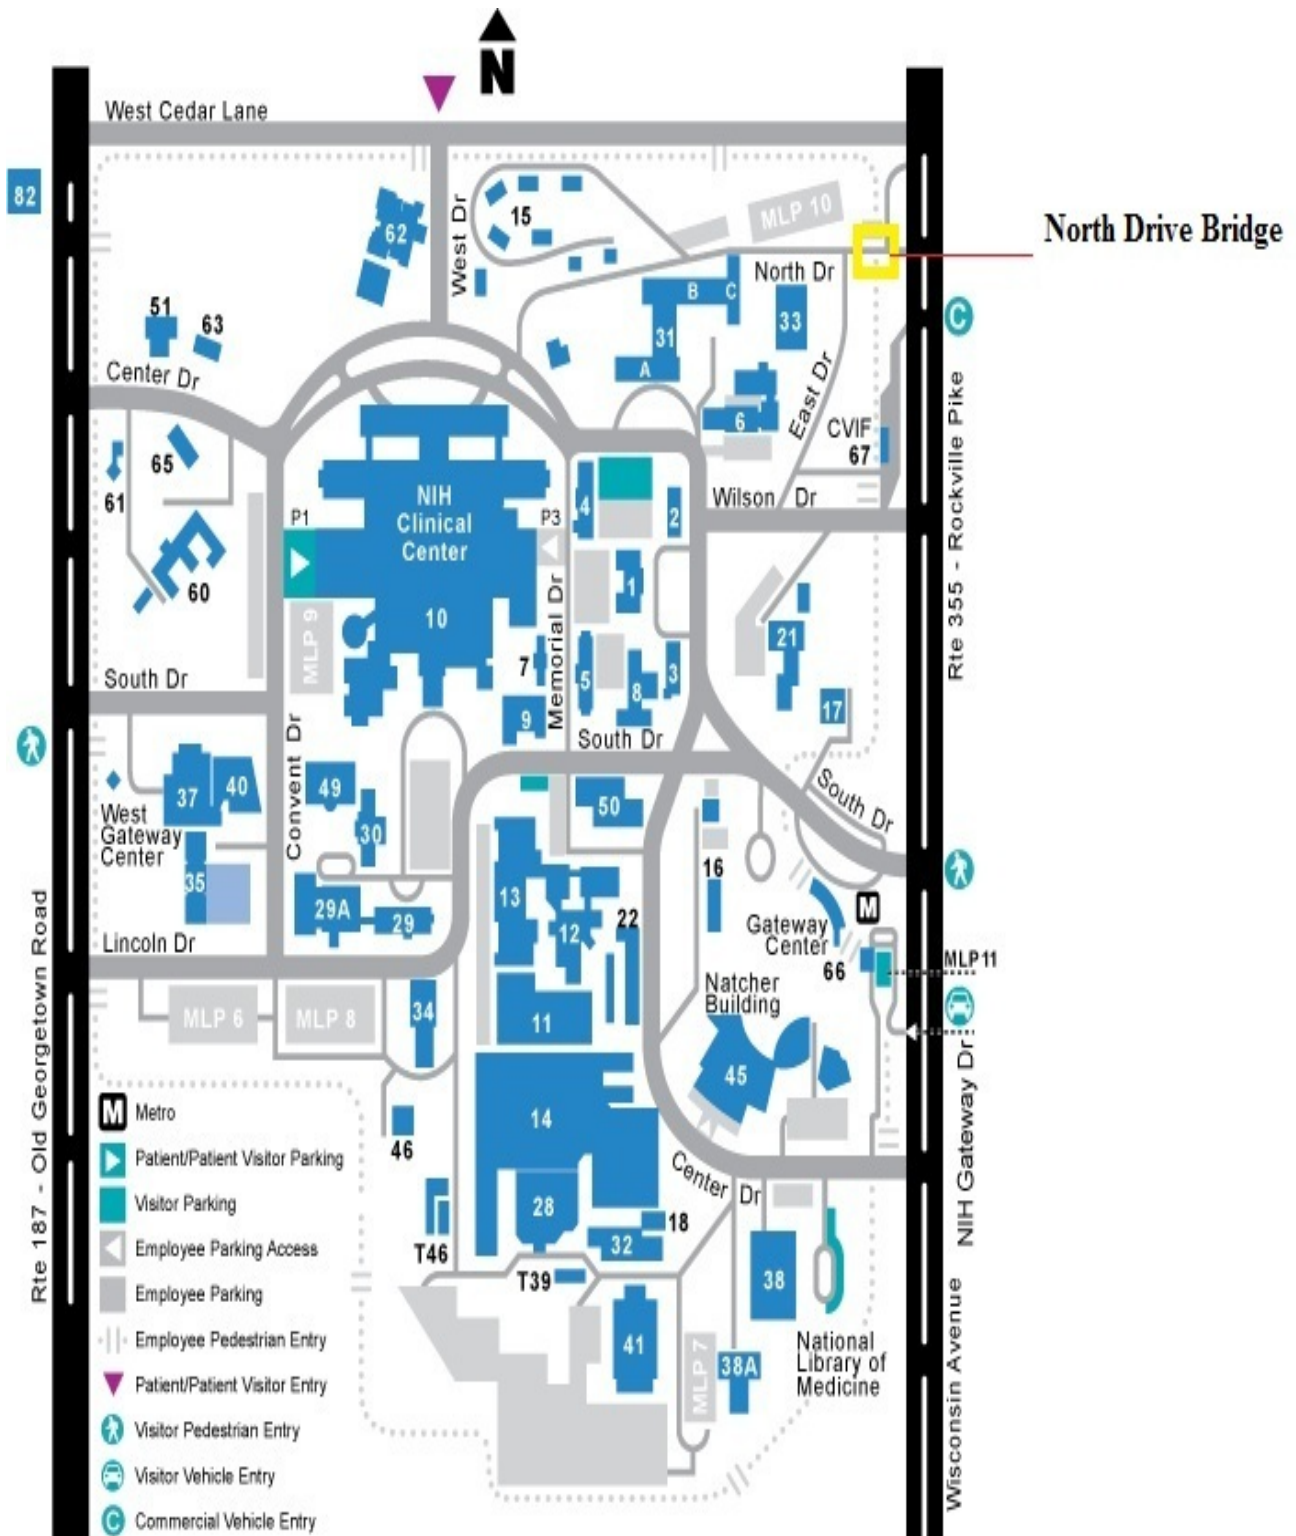 N
West Cedar Lane
82
62
West Dr
15
MLP 10
North Drive Bridge
North Dr
B
C
31
A
33
51
63
Center Dr
C
6
East Dr
CVIF
67
65
61
NIH
Clinical
Center
10
P1
P3
4
2
Wilson Dr
Rte 355 - Rockville Pike
60
MLP 9
1
Memorial Dr
7
5
8
3
21
17
South Dr
9
South Dr
Convent Dr
49
30
37
40
West
Gateway
Center
35
50
South Dr
16
M
29A
29
13
12
22
Gateway
Center
66
MLP 11
Lincoln Dr
MLP 6
MLP 8
34
11
Natcher
Building
45
NIH Gateway Dr
Rte 187 - Old Georgetown Road
14
46
28
T46
18
32
T39
Center Dr
38
41
MLP 7
38A
National
Library of
Medicine
Wisconsin Avenue
M Metro
Patient/Patient Visitor Parking
Visitor Parking
Employee Parking Access
Employee Parking
Employee Pedestrian Entry
Patient/Patient Visitor Entry
Visitor Pedestrian Entry
Visitor Vehicle Entry
C Commercial Vehicle Entry